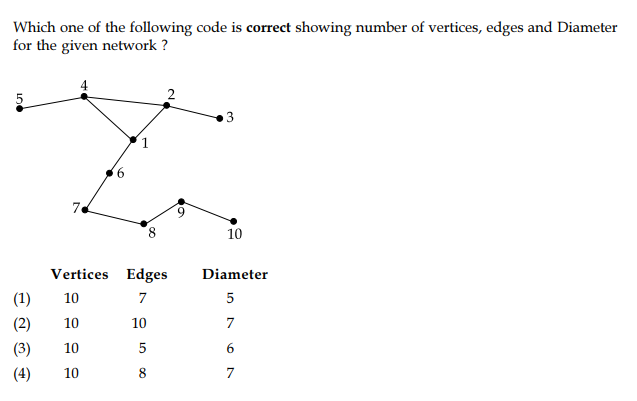 Which one of the following code is correct showing number of vertices, edges and Diameter
for the given network ?
4
5
2
3
1
6
7
9
8
10
Vertices Edges Diameter
(1) 10 7 5
(2) 10 10 7
(3) 10 5 6
(4) 10 8 7